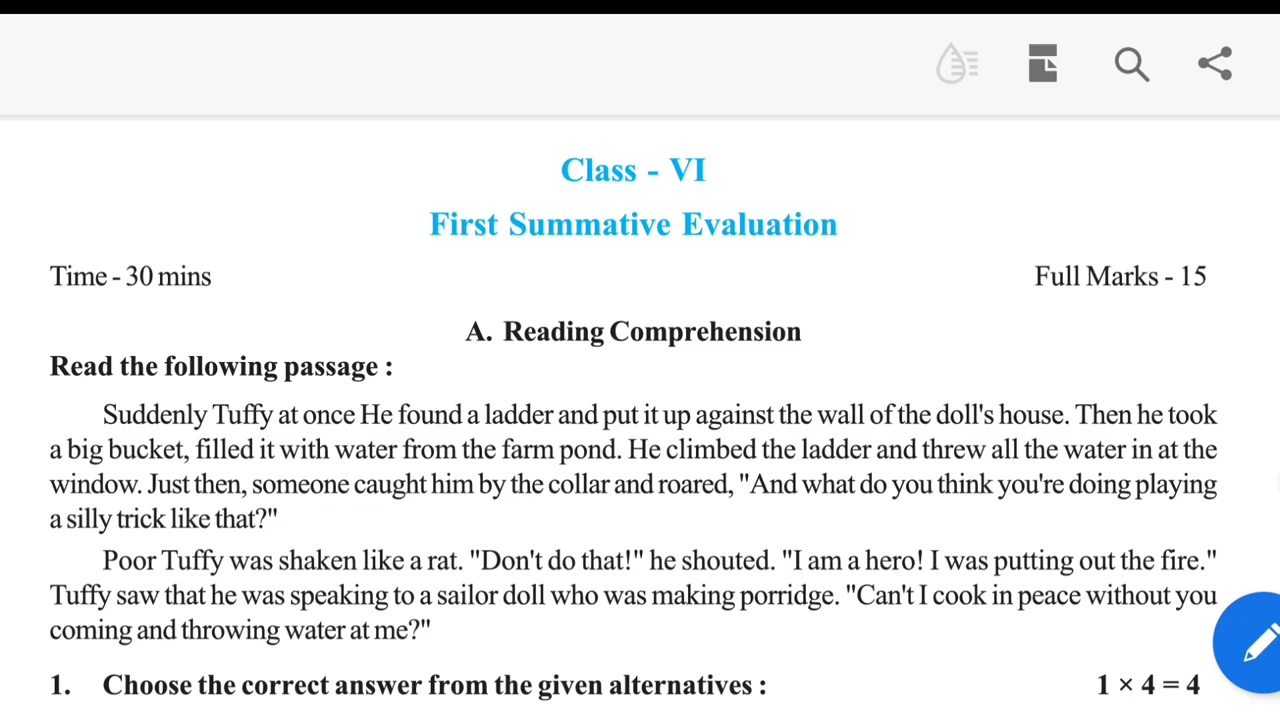 Class - VI
First Summative Evaluation
Time - 30 mins Full Marks - 15
A. Reading Comprehension
Read the following passage :
Suddenly Tuffy at once He found a ladder and put it up against the wall of the doll's house. Then he took
a big bucket, filled it with water from the farm pond. He climbed the ladder and threw all the water in at the
window. Just then, someone caught him by the collar and roared, "And what do you think you're doing playing
a silly trick like that?"
Poor Tuffy was shaken like a rat. "Don't do that!" he shouted. "I am a hero! I was putting out the fire."
Tuffy saw that he was speaking to a sailor doll who was making porridge. "Can't I cook in peace without you
coming and throwing water at me?"
1. Choose the correct answer from the given alternatives : 1 × 4 = 4